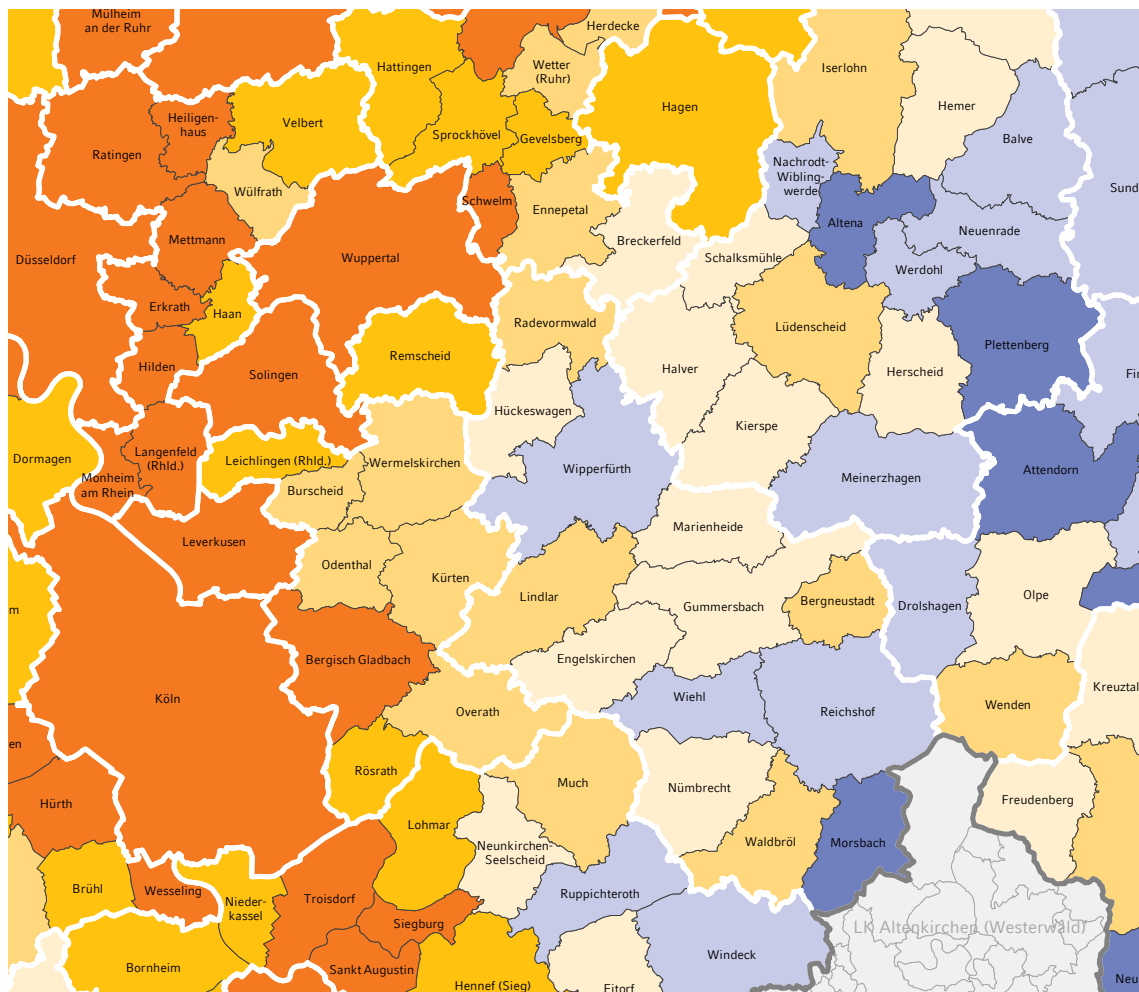 Mülheim
an der Ruhr
Herdecke
Hattingen
Wetter
(Ruhr)
Iserlohn
Hagen
Hemer
Heiligen-
haus
Velbert
Sprockhövel
Gevelsberg
Balve
Ratingen
Nachrodt-
Wibling-
werde
Wülfrath
Schwelm
Ennepetal
Sund
Altena
Mettmann
Breckerfeld
Neuenrade
Düsseldorf
Wuppertal
Schalksmühle
Werdohl
Erkrath
Haan
Radevormwald
Lüdenscheid
Plettenberg
Remscheid
Hilden
Solingen
Halver
Herscheid
Fin
Hückeswagen
Kierspe
Dormagen
Langenfeld
(Rhld.)
Leichlingen (Rhld.)
Wermelskirchen
Wipperfürth
Attendorn
Monheim
am Rhein
Burscheid
Meinerzhagen
Marienheide
Leverkusen
Odenthal
Kürten
Lindlar
Gummersbach
Bergneustadt
Drolshagen
Olpe
m
Bergisch Gladbach
Engelskirchen
Kreuztal
Köln
Wiehl
Reichshof
Wenden
Overath
en
Rösrath
Much
Nümbrecht
Hürth
Freudenberg
Lohmar
Neunkirchen-
Seelscheid
Waldbröl
Morsbach
Brühl
Wesseling
Nieder-
kassel
Troisdorf
Ruppichteroth
Siegburg
LK Altenkirchen (Westerwald)
Windeck
Bornheim
Sankt Augustin
Hennef (Sieg)
Eitorf
Neu